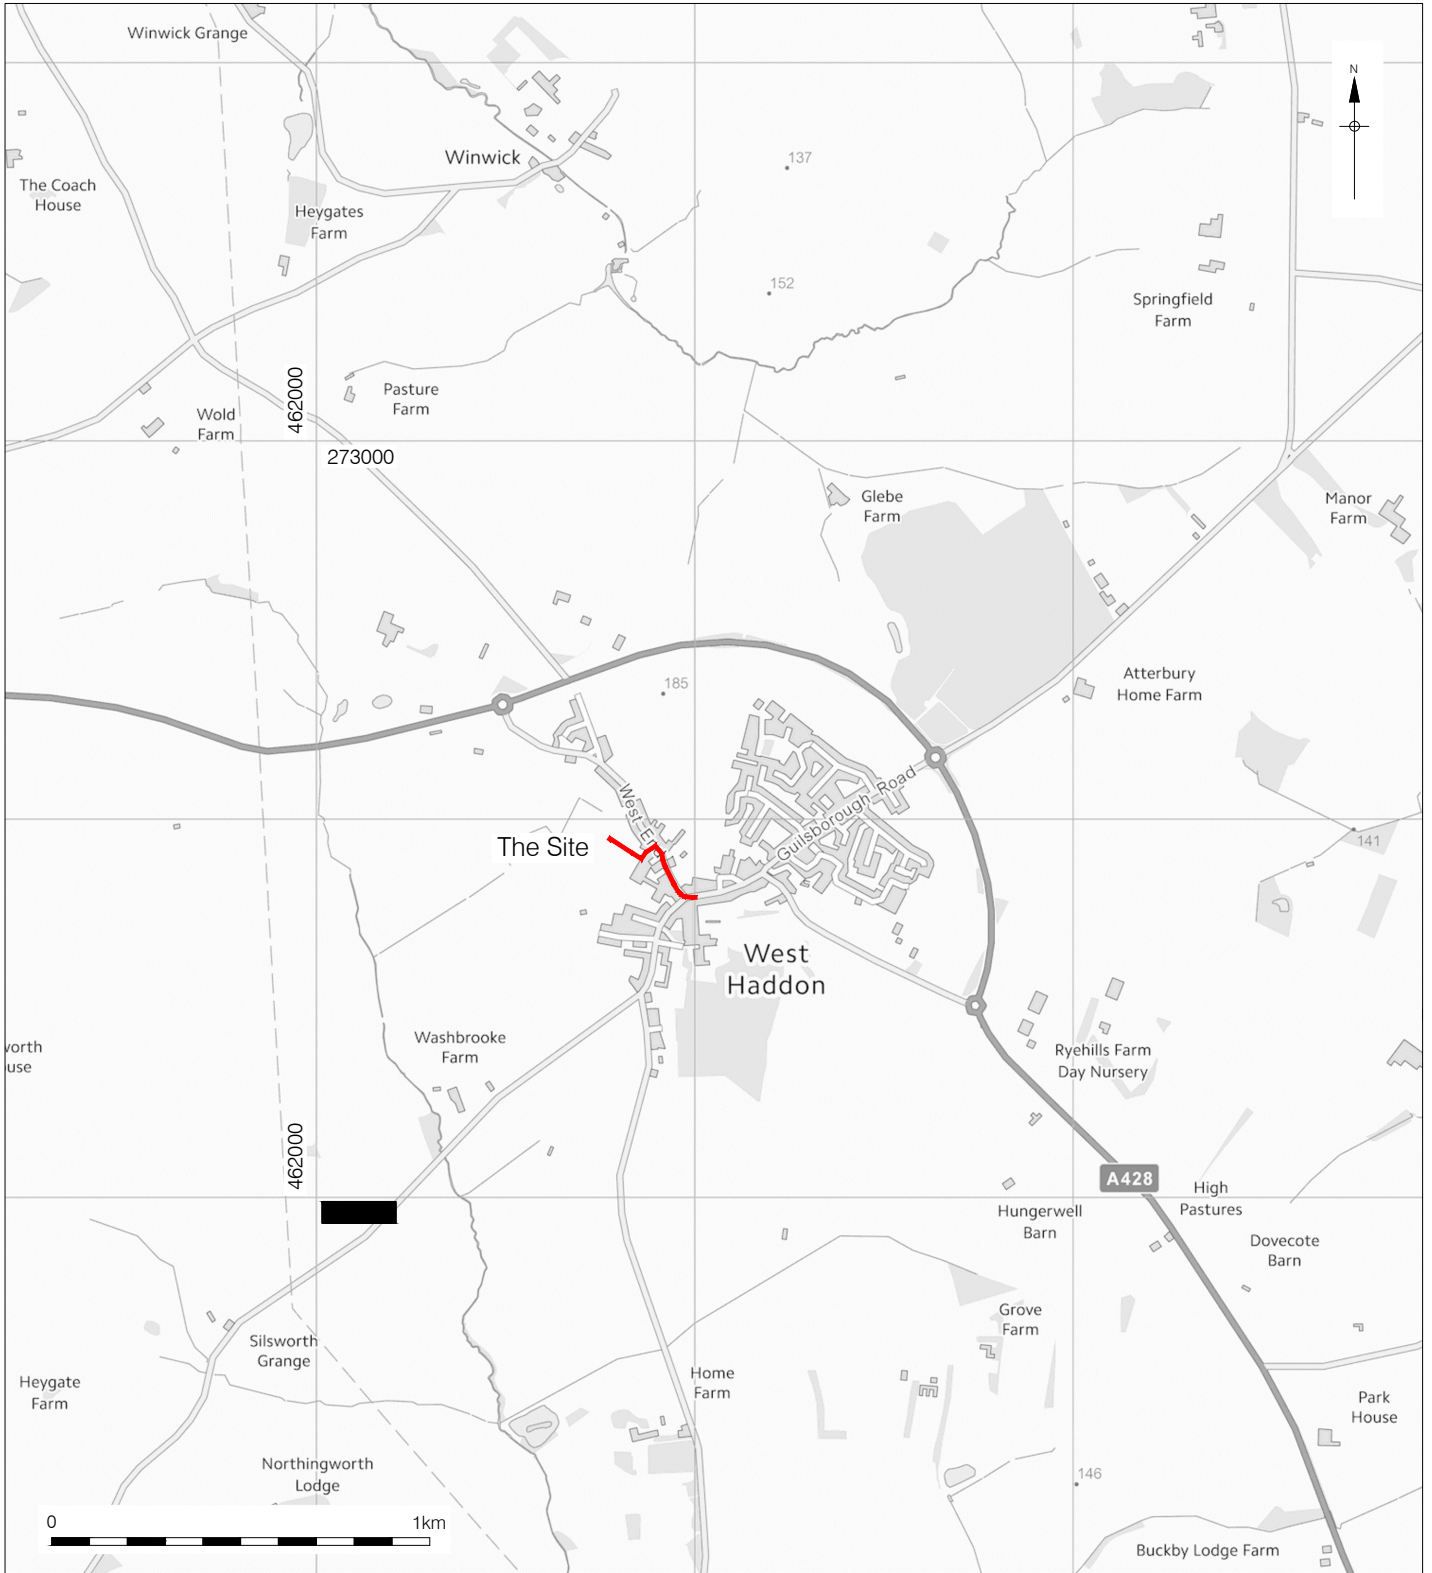 Winwick Grange
N
Winwick
137
The Coach
House
Heygates
Farm
152
Springfield
Farm
462000
Pasture
Farm
Wold
Farm
273000
Glebe
Farm
Manor
Farm
185
Atterbury
Home Farm
West End
Guilsborough Road
The Site
141
West
Haddon
Washbrooke
Farm
worth
use
Ryehills Farm
Day Nursery
462000
A428
High
Pastures
Hungerwell
Barn
Dovecote
Barn
Grove
Farm
Silsworth
Grange
Heygate
Farm
Home
Farm
Park
House
Northingworth
Lodge
146
0 1km
Buckby Lodge Farm